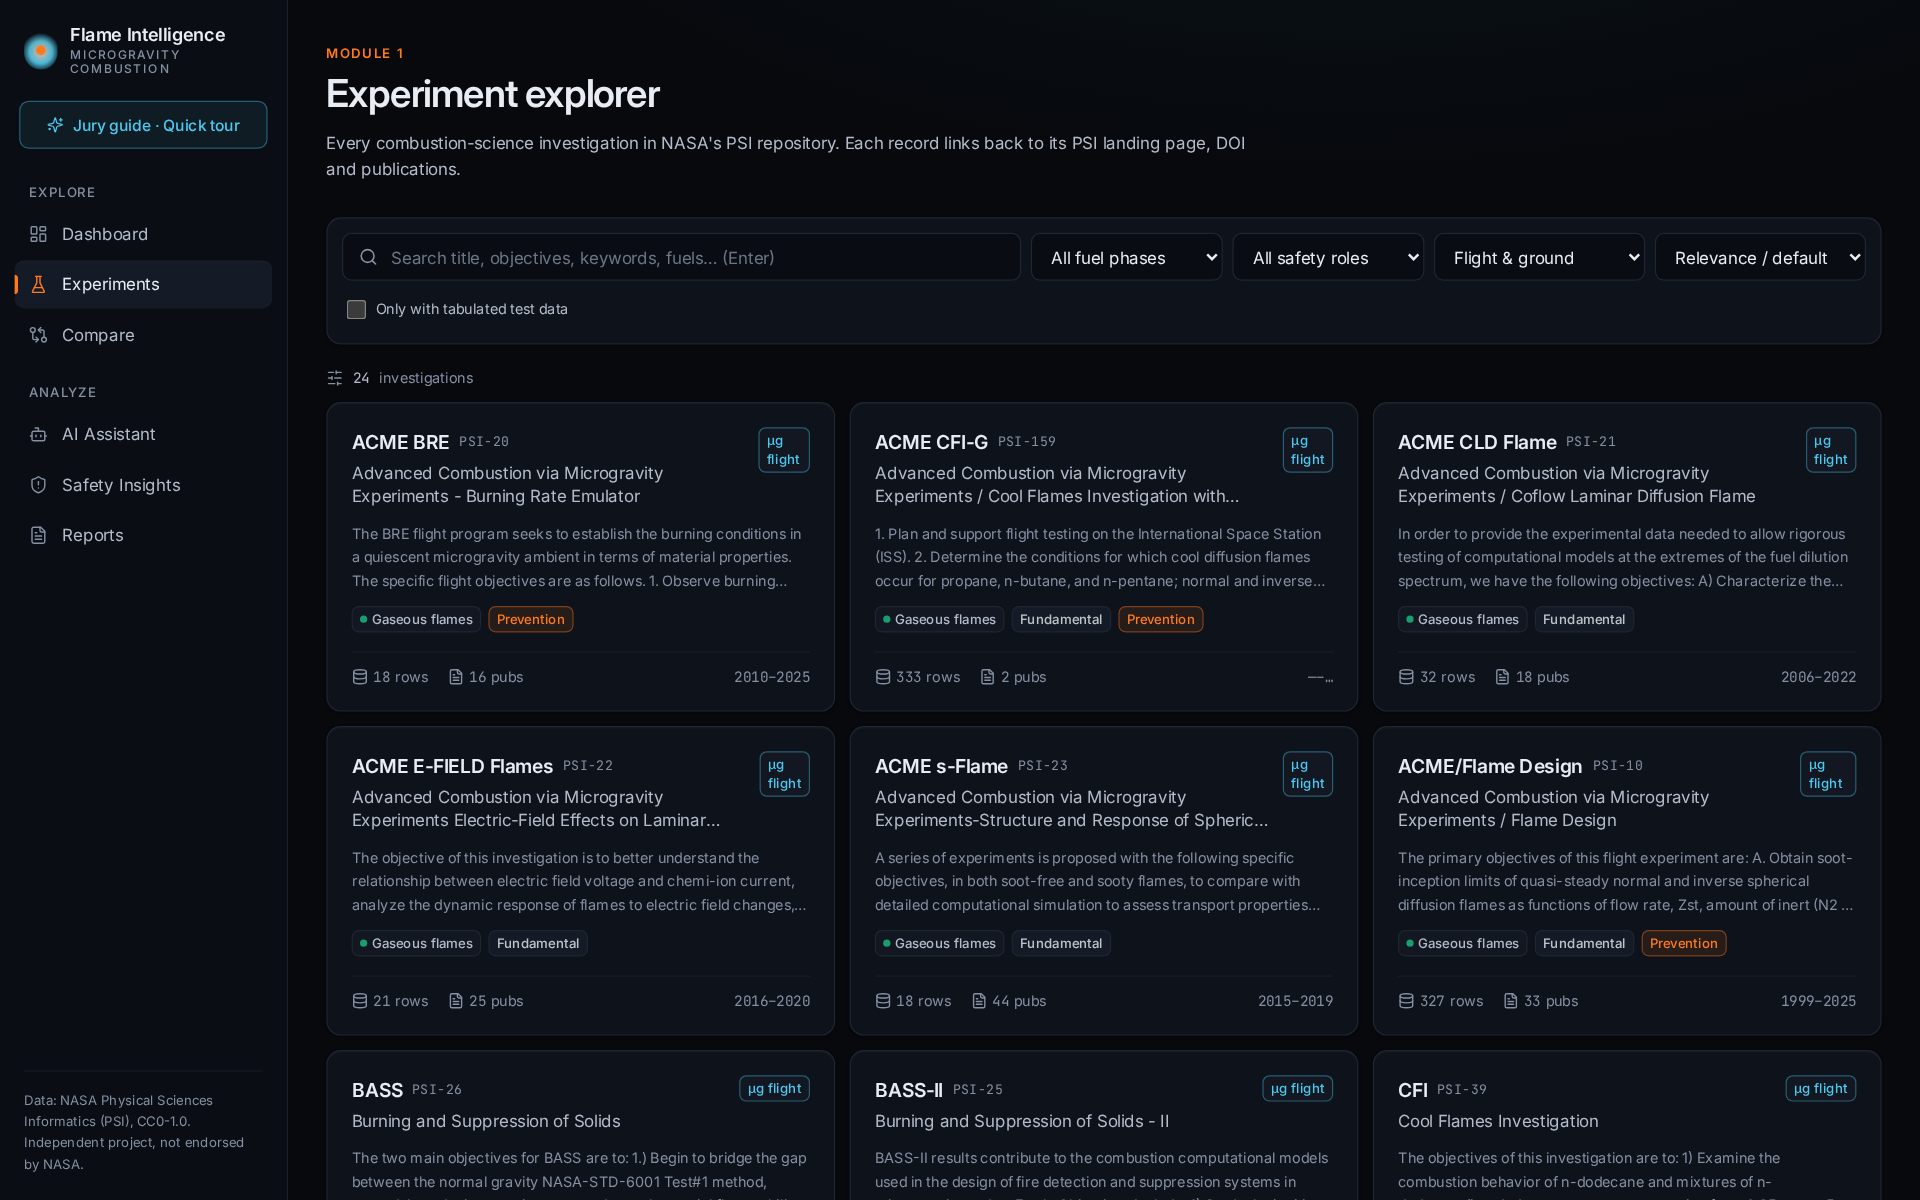 Flame Intelligence
MICROGRAVITY
COMBUSTION
Jury guide · Quick tour
EXPLORE
Dashboard
Experiments
Compare
ANALYZE
AI Assistant
Safety Insights
Reports
Data: NASA Physical Sciences
Informatics (PSI), CC0-1.0.
Independent project, not endorsed
by NASA.
MODULE 1
Experiment explorer
Every combustion-science investigation in NASA's PSI repository. Each record links back to its PSI landing page, DOI
and publications.
Search title, objectives, keywords, fuels... (Enter)
All fuel phases
All safety roles
Flight & ground
Relevance / default
Only with tabulated test data
24 investigations
ACME BRE PSI-20
µg
flight
Advanced Combustion via Microgravity
Experiments - Burning Rate Emulator
The BRE flight program seeks to establish the burning conditions in
a quiescent microgravity ambient in terms of material properties.
The specific flight objectives are as follows. 1. Observe burning...
Gaseous flames
Prevention
18 rows
16 pubs
2010–2025
ACME CFI-G PSI-159
µg
flight
Advanced Combustion via Microgravity
Experiments / Cool Flames Investigation with...
1. Plan and support flight testing on the International Space Station
(ISS). 2. Determine the conditions for which cool diffusion flames
occur for propane, n-butane, and n-pentane; normal and inverse...
Gaseous flames
Fundamental
Prevention
333 rows
2 pubs
—–…
ACME CLD Flame PSI-21
µg
flight
Advanced Combustion via Microgravity
Experiments / Coflow Laminar Diffusion Flame
In order to provide the experimental data needed to allow rigorous
testing of computational models at the extremes of the fuel dilution
spectrum, we have the following objectives: A) Characterize the...
Gaseous flames
Fundamental
32 rows
18 pubs
2006–2022
ACME E-FIELD Flames PSI-22
µg
flight
Advanced Combustion via Microgravity
Experiments Electric-Field Effects on Laminar...
The objective of this investigation is to better understand the
relationship between electric field voltage and chemi-ion current,
analyze the dynamic response of flames to electric field changes,...
Gaseous flames
Fundamental
21 rows
25 pubs
2016–2020
ACME s-Flame PSI-23
µg
flight
Advanced Combustion via Microgravity
Experiments-Structure and Response of Spheric...
A series of experiments is proposed with the following specific
objectives, in both soot-free and sooty flames, to compare with
detailed computational simulation to assess transport properties...
Gaseous flames
Fundamental
18 rows
44 pubs
2015–2019
ACME/Flame Design PSI-10
µg
flight
Advanced Combustion via Microgravity
Experiments / Flame Design
The primary objectives of this flight experiment are: A. Obtain soot-
inception limits of quasi-steady normal and inverse spherical
diffusion flames as functions of flow rate, Zst, amount of inert (N2 ...
Gaseous flames
Fundamental
Prevention
327 rows
33 pubs
1999–2025
BASS PSI-26
µg flight
Burning and Suppression of Solids
The two main objectives for BASS are to: 1.) Begin to bridge the gap
between the normal gravity NASA-STD-6001 Test#1 method,
BASS-II PSI-25
µg flight
Burning and Suppression of Solids - II
BASS-II results contribute to the combustion computational models
used in the design of fire detection and suppression systems in
CFI PSI-39
µg flight
Cool Flames Investigation
The objectives of this investigation are to: 1) Examine the
combustion behavior of n-dodecane and mixtures of n-